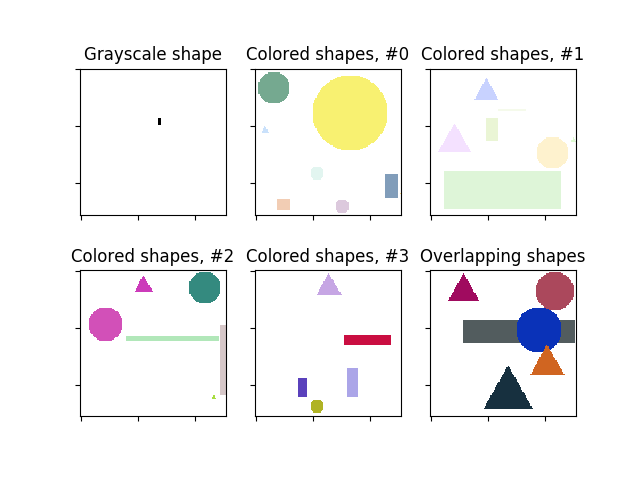 Grayscale shape
Colored shapes, #0
Colored shapes, #1
Colored shapes, #2
Colored shapes, #3
Overlapping shapes